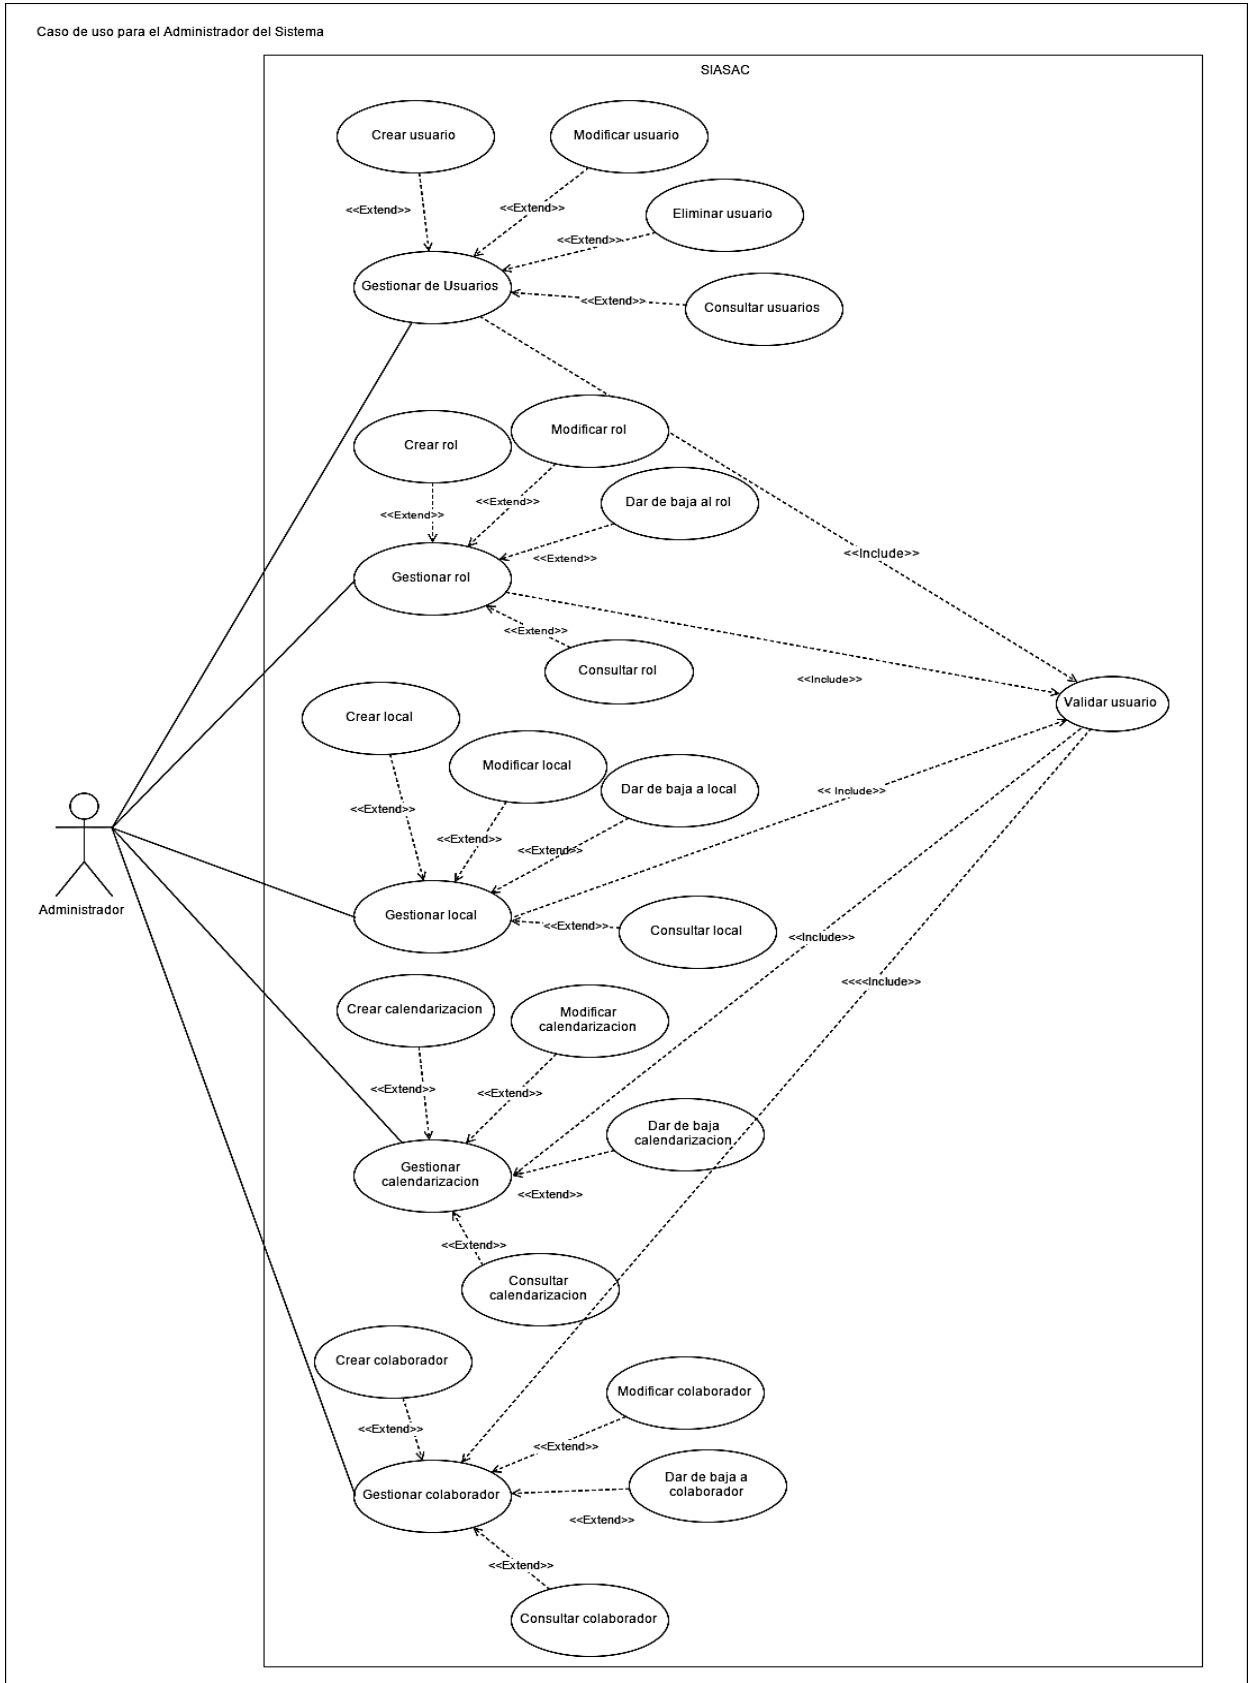 Caso de uso para el Administrador del Sistema
SIASAC
Crear usuario
Modificar usuario
<<Extend>>
<<Extend>>
Eliminar usuario
<<Extend>>
Gestionar de Usuarios
<<Extend>>
Consultar usuarios
Crear rol
Modificar rol
<<Extend>>
<<Extend>>
Dar de baja al rol
<<Extend>>
<<Include>>
Gestionar rol
<<Extend>>
Consultar rol
<<Include>>
Validar usuario
Crear local
Modificar local
Dar de baja a local
<< Include>>
<<Extend>>
<<Extend>>
<<Extend>>
Administrador
Gestionar local
<<Extend>>
Consultar local
<<Include>>
<<<<Include>>
Crear calendarizacion
Modificar
calendarizacion
<<Extend>>
<<Extend>>
Dar de baja
calendarizacion
Gestionar
calendarizacion
<<Extend>>
<<Extend>>
Consultar
calendarizacion
Crear colaborador
Modificar colaborador
<<Extend>>
<<Extend>>
Gestionar colaborador
Dar de baja a
colaborador
<<Extend>>
<<Extend>>
Consultar colaborador